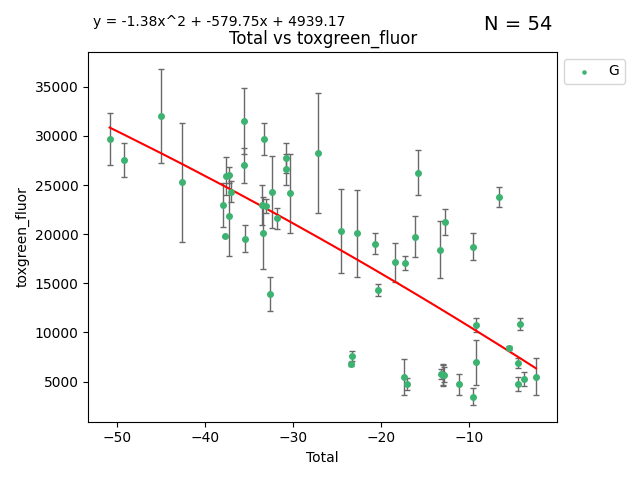 y = -1.38x^2 + -579.75x + 4939.17
N = 54
Total vs toxgreen_fluor
G
35000
30000
25000
20000
15000
10000
5000
toxgreen_fluor
−50 −40 −30 −20 −10
Total